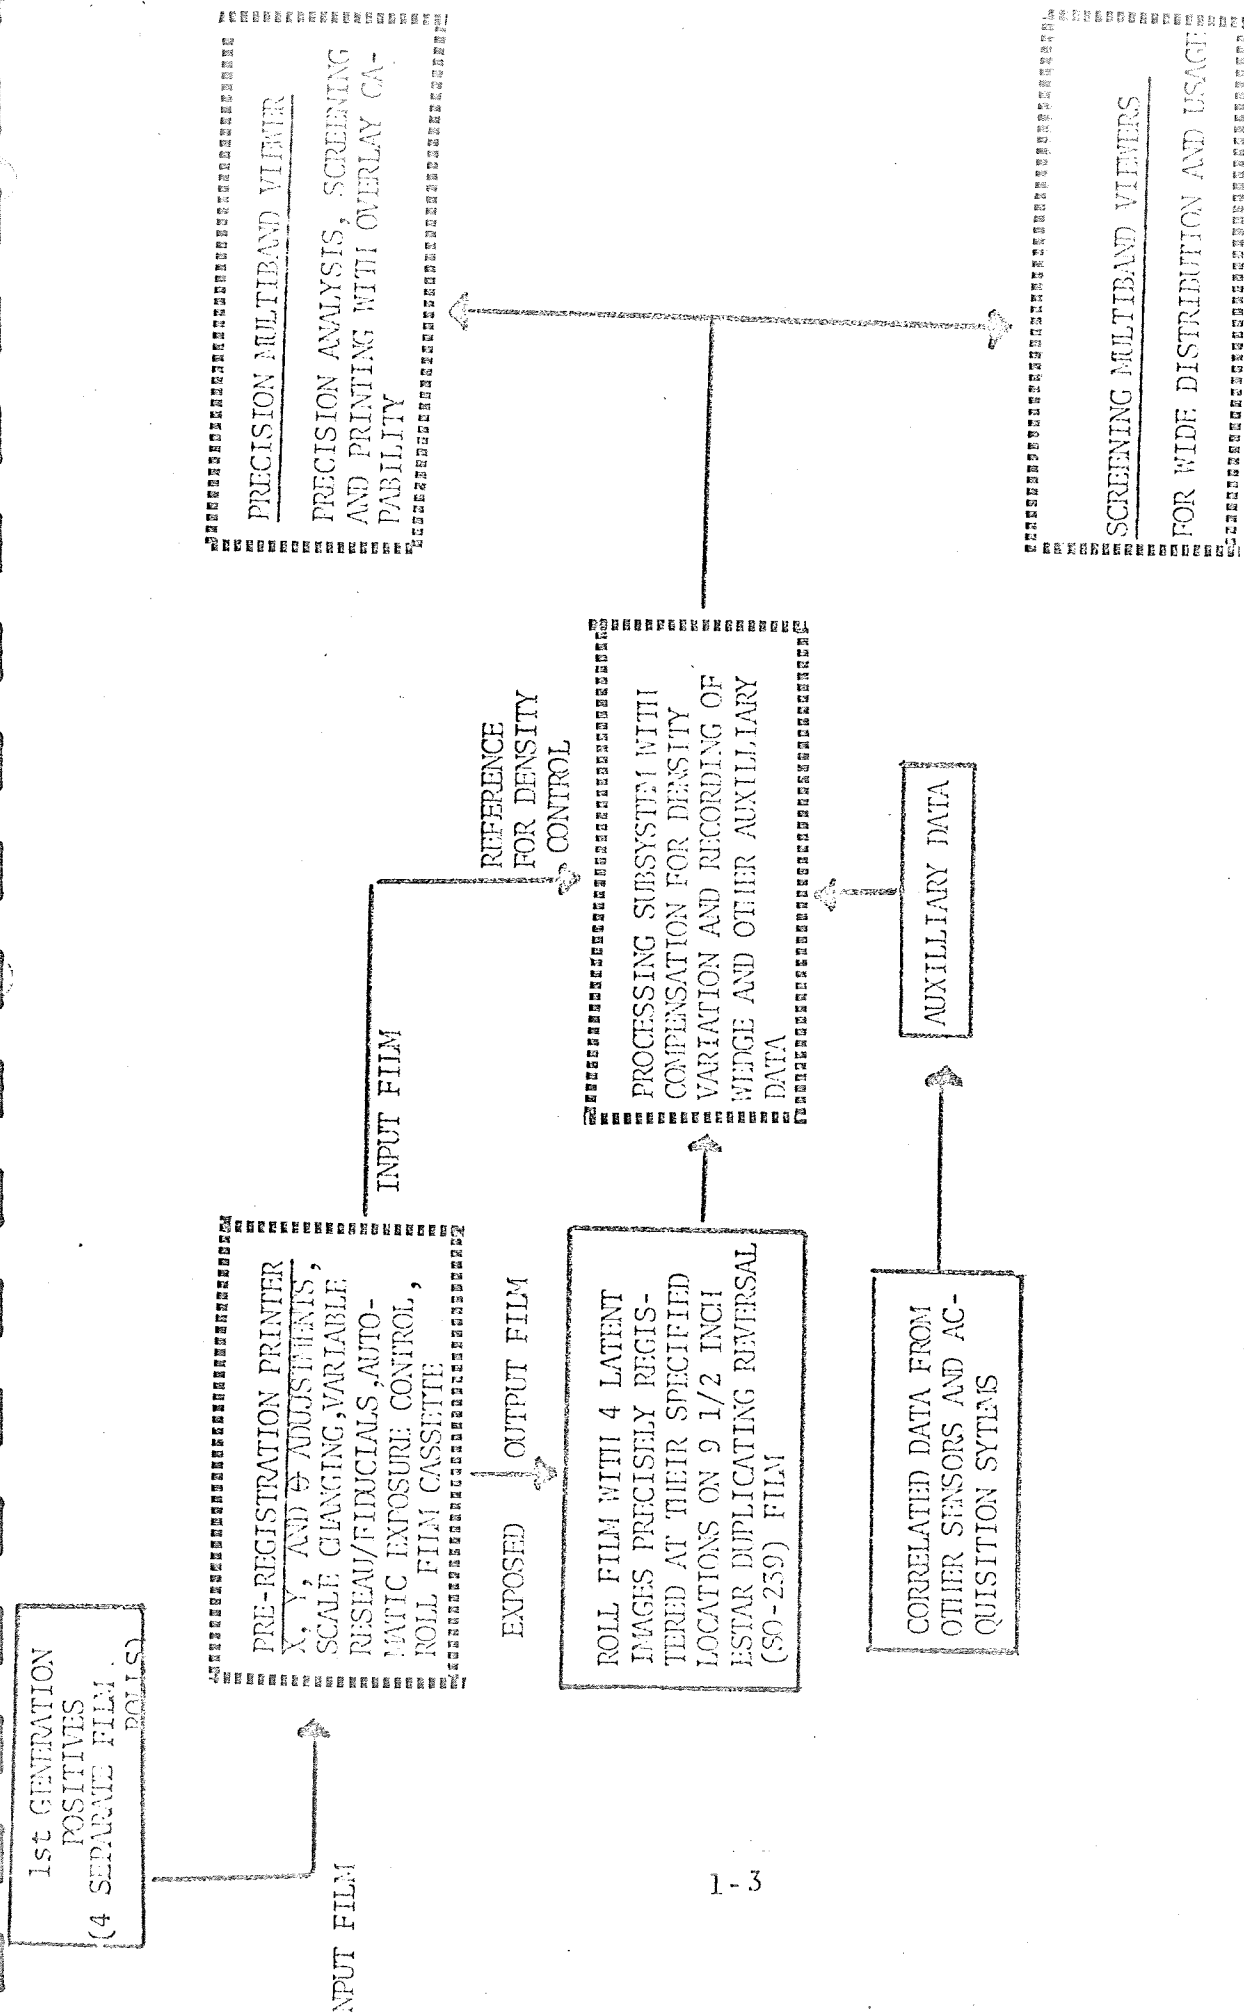 1st GENERATION
POSITIVES
(4 SEPARATE FILM
ROLLS)
NPUT FILM
PRE-REGISTRATION PRINTER
X, Y, AND θ ADUJSTMENTS,
SCALE CHANGING,VARIABLE
RESEAU/FIDUCIALS,AUTO-
MATIC EXPOSURE CONTROL,
ROLL FILM CASSETTE
INPUT FILM
REFERENCE
FOR DENSITY
CONTROL
EXPOSED OUTPUT FILM
ROLL FILM WITH 4 LATENT
IMAGES PRECISELY REGIS-
TERED AT THEIR SPECIFIED
LOCATIONS ON 9 1/2 INCH
ESTAR DUPLICATING REVERSAL
(SO-239) FILM
PROCESSING SUBSYSTEM WITH
COMPENSATION FOR DENSITY
VARIATION AND RECORDING OF
WEDGE AND OTHER AUXILLIARY
DATA
CORRELATED DATA FROM
OTHER SENSORS AND AC-
QUISITION SYTEMS
AUXILLIARY DATA
PRECISION MULTIBAND VIEWER
PRECISION ANALYSIS, SCREENING
AND PRINTING WITH OVERLAY CA-
PABILITY
SCREENING MULTIBAND VIEWERS
FOR WIDE DISTRIBUTION AND USAGE
1-3